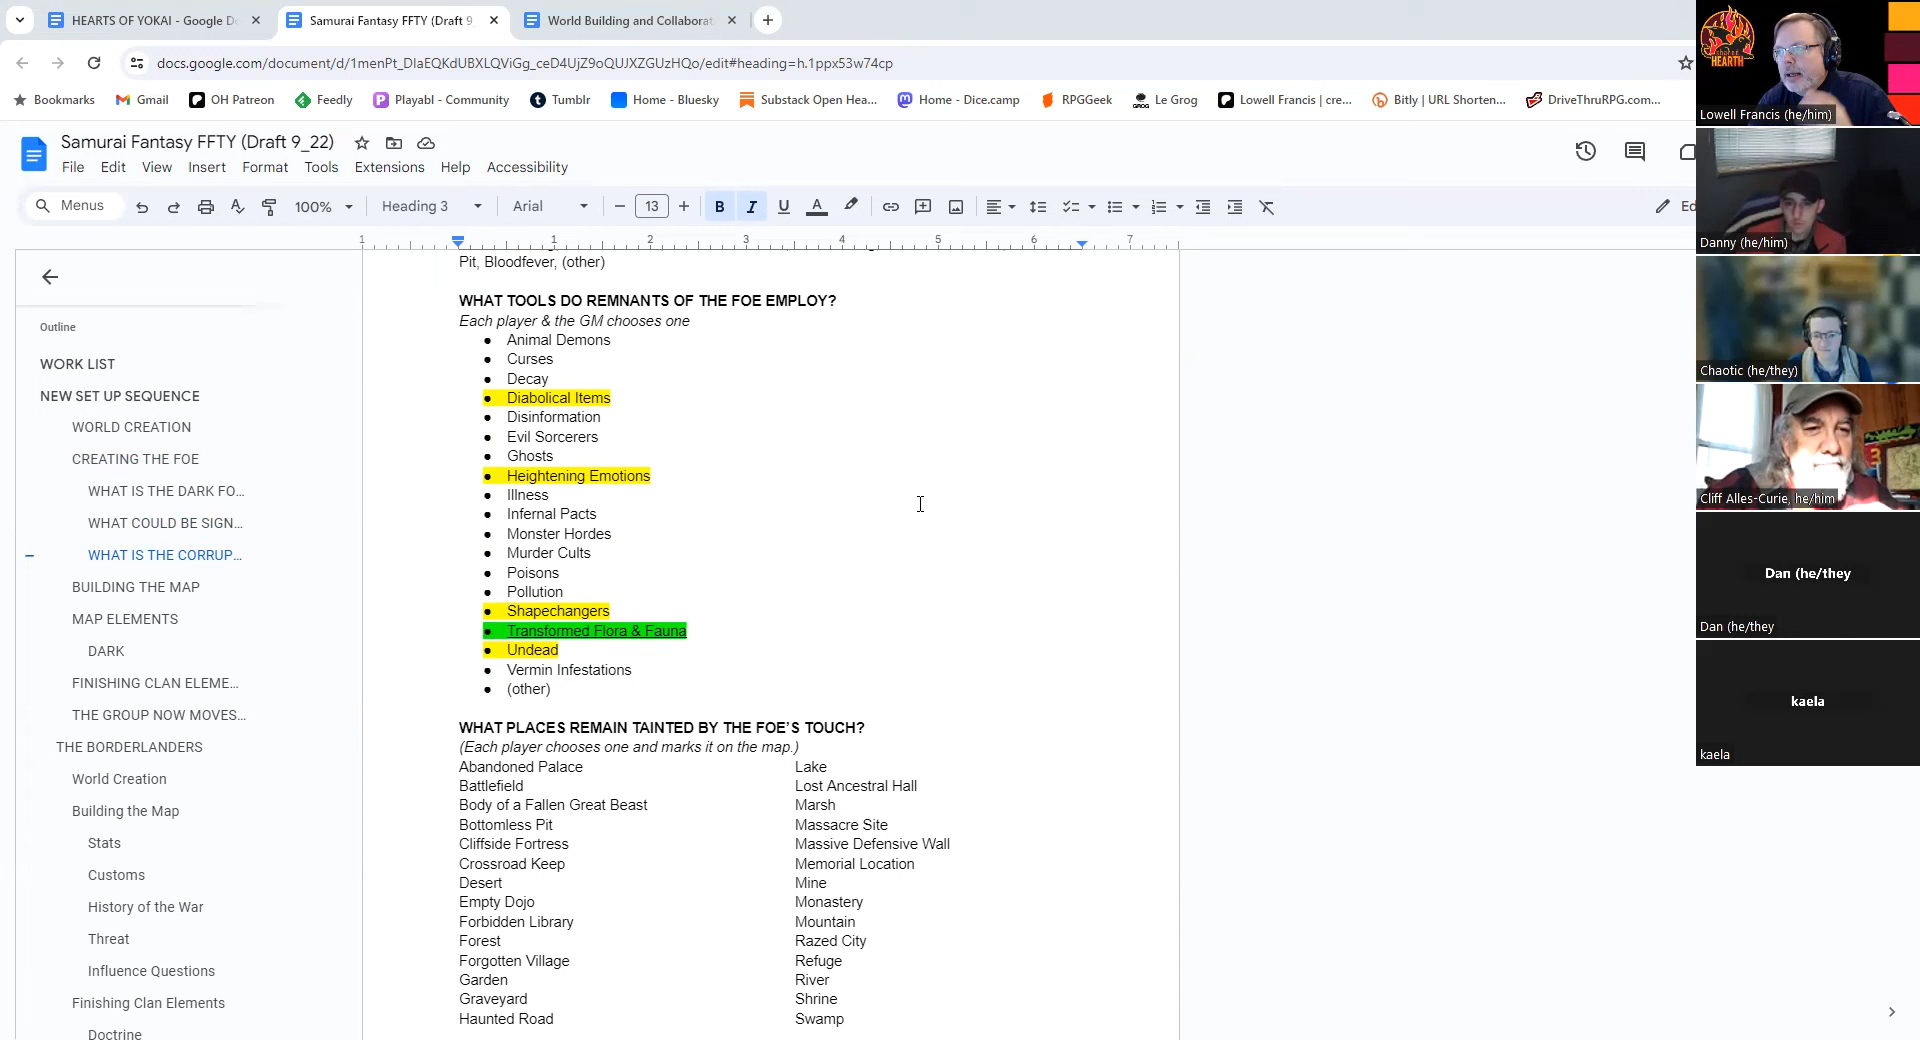 HEARTS OF YOKAI - Google D
Samurai Fantasy FFTY (Draft 9
World Building and Collaborat
docs.google.com/document/d/1menPt_DIaEQKdUBXLQViGg_ceD4UjZ9oQUJXZGUzHQo/edit#heading=h.1ppx53w74cp
Bookmarks
Gmail
OH Patreon
Feedly
Playabl - Community
Tumblr
Home - Bluesky
Substack Open Hea...
Home - Dice.camp
RPGGeek
Le Grog
Lowell Francis | cre...
Bitly | URL Shorten...
DriveThruRPG.com...
Samurai Fantasy FFTY (Draft 9_22)
File Edit View Insert Format Tools Extensions Help Accessibility
Menus
100%
Heading 3
Arial
13
B I U A
Ed
1 1 2 3 4 5 6 7
Outline
WORK LIST
NEW SET UP SEQUENCE
WORLD CREATION
CREATING THE FOE
WHAT IS THE DARK FO...
WHAT COULD BE SIGN...
WHAT IS THE CORRUP...
BUILDING THE MAP
MAP ELEMENTS
DARK
FINISHING CLAN ELEME...
THE GROUP NOW MOVES...
THE BORDERLANDERS
World Creation
Building the Map
Stats
Customs
History of the War
Threat
Influence Questions
Finishing Clan Elements
Doctrine
Pit, Bloodfever, (other)
WHAT TOOLS DO REMNANTS OF THE FOE EMPLOY?
Each player & the GM chooses one
● Animal Demons
● Curses
● Decay
● Diabolical Items
● Disinformation
● Evil Sorcerers
● Ghosts
● Heightening Emotions
● Illness
● Infernal Pacts
● Monster Hordes
● Murder Cults
● Poisons
● Pollution
● Shapechangers
● Transformed Flora & Fauna
● Undead
● Vermin Infestations
● (other)
WHAT PLACES REMAIN TAINTED BY THE FOE'S TOUCH?
(Each player chooses one and marks it on the map.)
Abandoned Palace
Battlefield
Body of a Fallen Great Beast
Bottomless Pit
Cliffside Fortress
Crossroad Keep
Desert
Empty Dojo
Forbidden Library
Forest
Forgotten Village
Garden
Graveyard
Haunted Road
Lake
Lost Ancestral Hall
Marsh
Massacre Site
Massive Defensive Wall
Memorial Location
Mine
Monastery
Mountain
Razed City
Refuge
River
Shrine
Swamp
HEARTH
Lowell Francis (he/him)
Danny (he/him)
Chaotic (he/they)
Cliff Alles-Curie, he/him
Dan (he/they
Dan (he/they
kaela
kaela